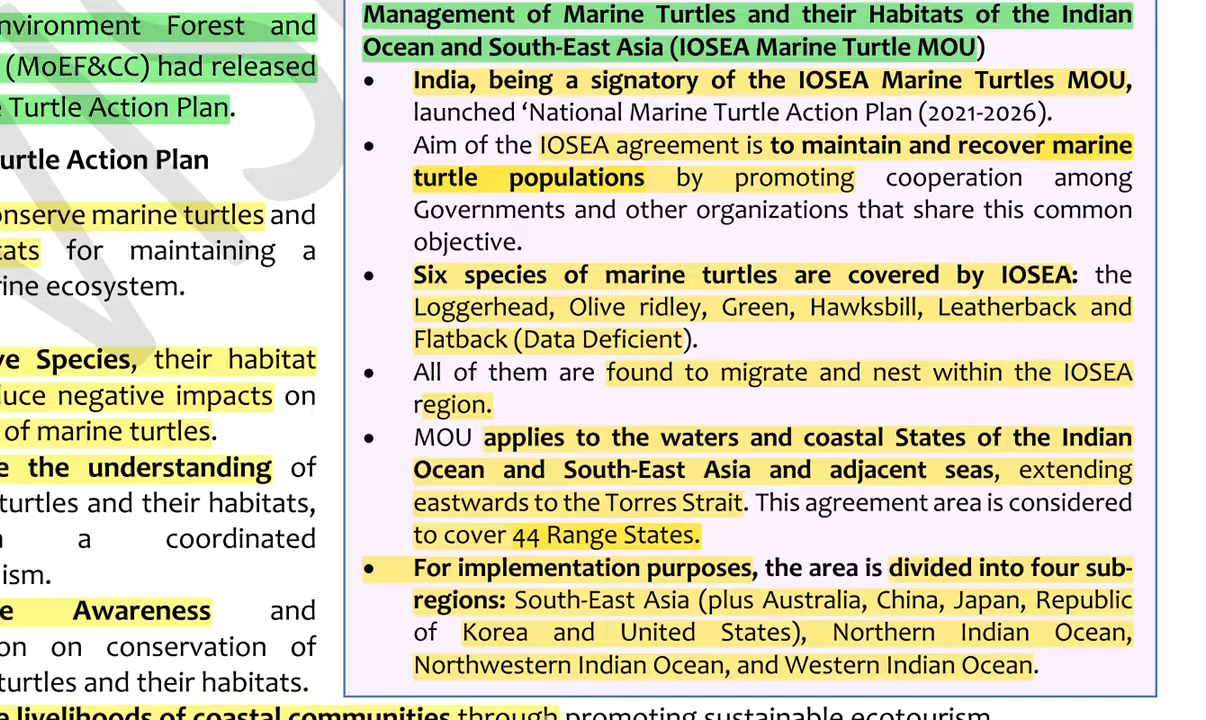 nvironment Forest and
(MoEF&CC) had released
Turtle Action Plan.
urtle Action Plan
onserve marine turtles and
tats for maintaining a
rine ecosystem.
ve Species, their habitat
duce negative impacts on
of marine turtles.
e the understanding of
turtles and their habitats,
a coordinated
ism.
e Awareness and
on on conservation of
turtles and their habitats.
e livelihoods of coastal communities through promoting sustainable ecotourism
Management of Marine Turtles and their Habitats of the Indian
Ocean and South-East Asia (IOSEA Marine Turtle MOU)
• India, being a signatory of the IOSEA Marine Turtles MOU,
launched ‘National Marine Turtle Action Plan (2021-2026).
• Aim of the IOSEA agreement is to maintain and recover marine
turtle populations by promoting cooperation among
Governments and other organizations that share this common
objective.
• Six species of marine turtles are covered by IOSEA: the
Loggerhead, Olive ridley, Green, Hawksbill, Leatherback and
Flatback (Data Deficient).
• All of them are found to migrate and nest within the IOSEA
region.
• MOU applies to the waters and coastal States of the Indian
Ocean and South-East Asia and adjacent seas, extending
eastwards to the Torres Strait. This agreement area is considered
to cover 44 Range States.
• For implementation purposes, the area is divided into four sub-
regions: South-East Asia (plus Australia, China, Japan, Republic
of Korea and United States), Northern Indian Ocean,
Northwestern Indian Ocean, and Western Indian Ocean.